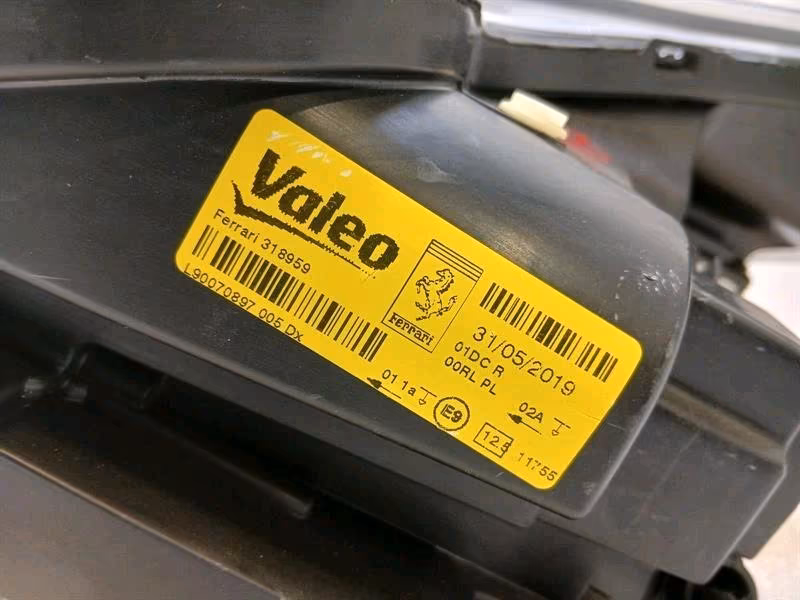 Valeo
Ferrari 318959
L90070897 005 DX
Ferrari
31/05/2019
01DC R
00RL PL
01 1a
02A
E9
12.5 11755